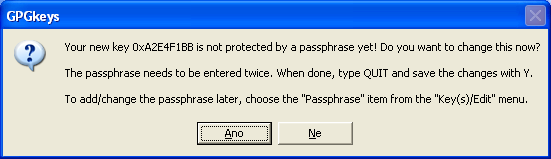 GPGkeys
Your new key 0xA2E4F1BB is not protected by a passphrase yet! Do you want to change this now?
The passphrase needs to be entered twice. When done, type QUIT and save the changes with Y.
To add/change the passphrase later, choose the "Passphrase" item from the "Key(s)/Edit" menu.
Ano
Ne